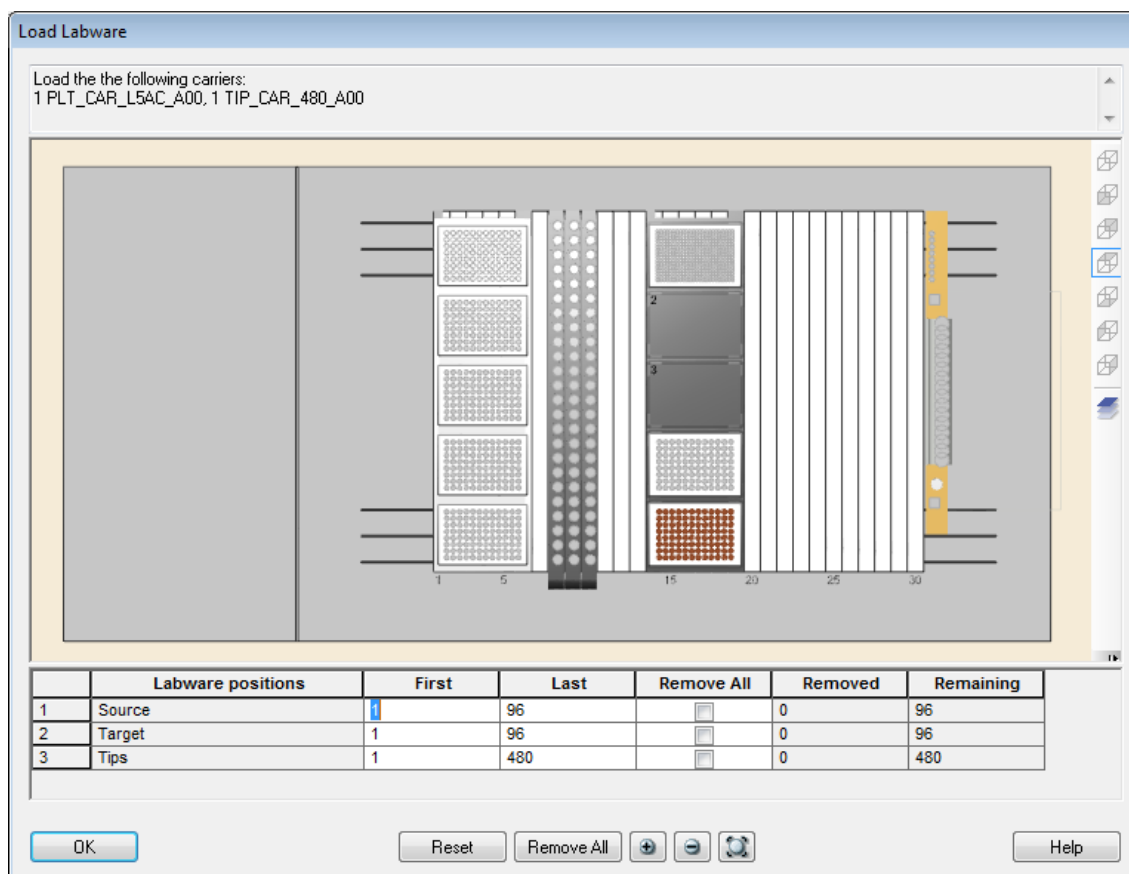 Load Labware
Load the the following carriers:
1 PLT_CAR_L5AC_A00, 1 TIP_CAR_480_A00
2
3
1 5 15 20 25 30
Labware positions First Last Remove All Removed Remaining
1 Source 1 96 0 96
2 Target 1 96 0 96
3 Tips 1 480 0 480
OK Reset Remove All Help